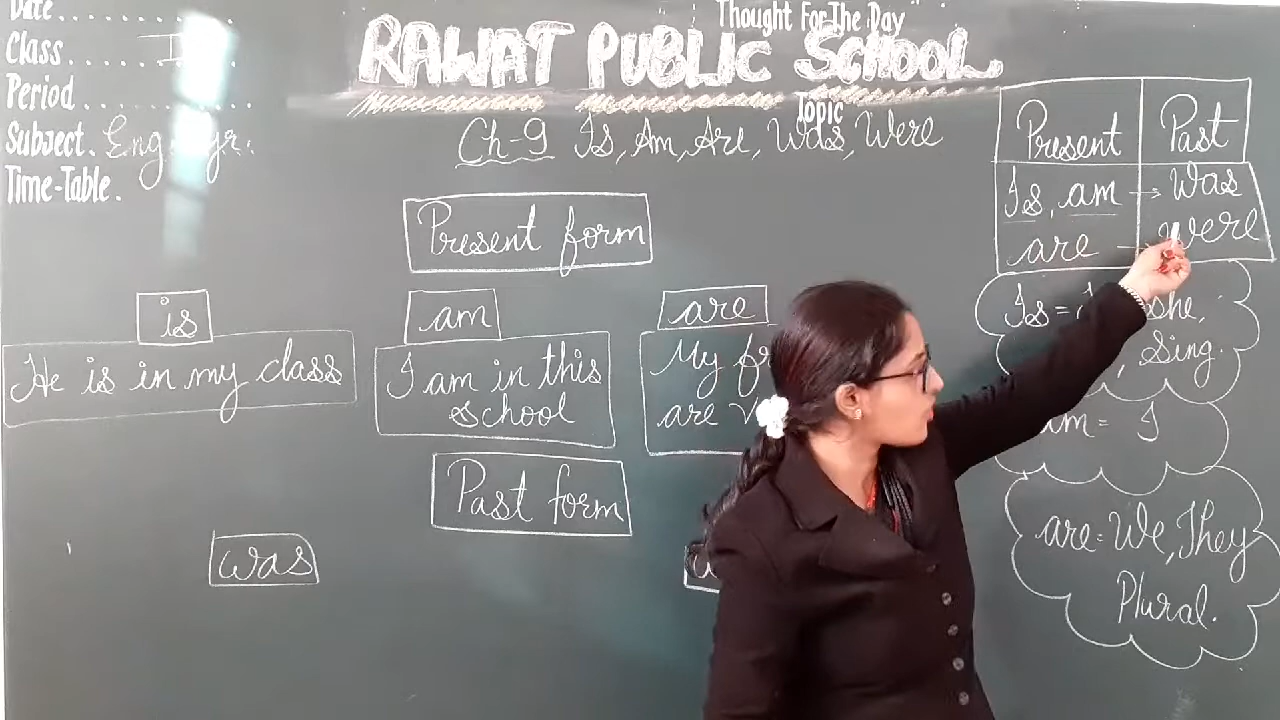 Date
Thought For The Day
Class
RAWAT PUBLIC SCHOOL
Period
Topic
Subject. Eng
Ch-9 Is, Am, Are, Was, Were
Time-Table.
Present Past
Is, am → Was
are → were
Present form
is am are
He is in my class
I am in this
school
My
are
Is = she,
, Sing.
am = I
are = We, They
Plural.
Past form
was